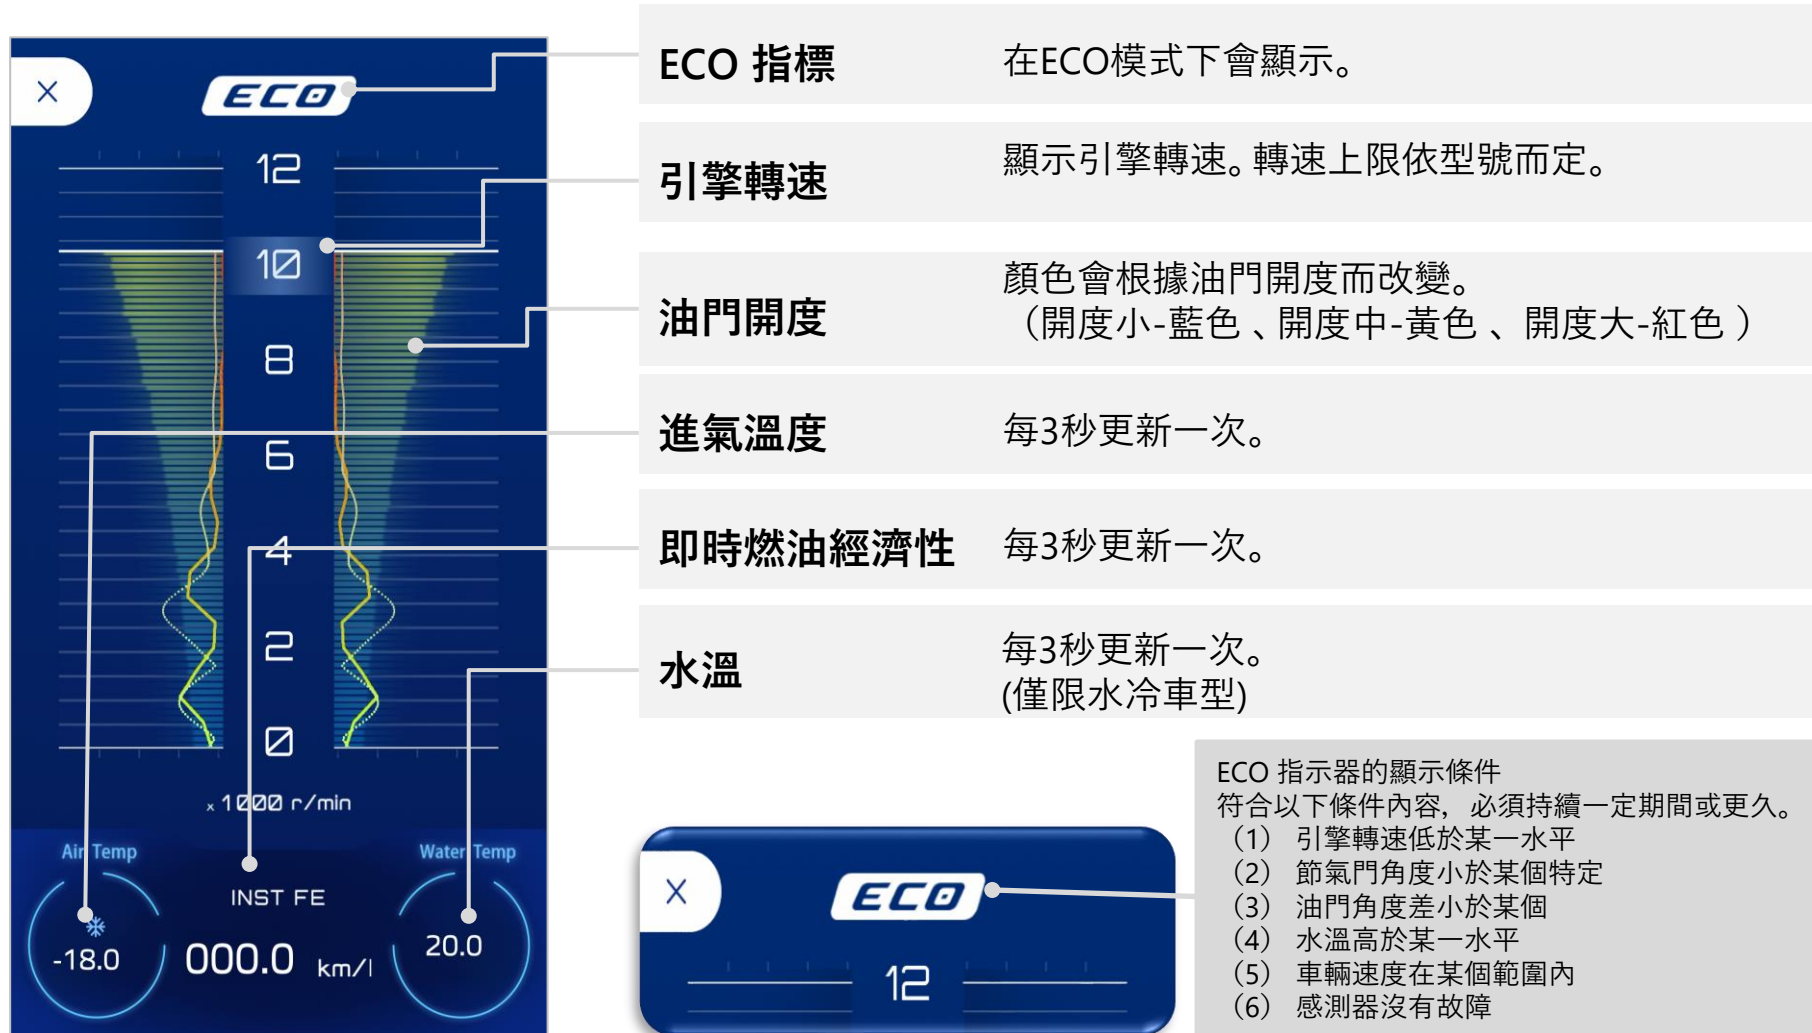 ECO
12
10
8
6
4
2
0
x 1000 r/min
Air Temp
Water Temp
INST FE
-18.0
000.0 km/l
20.0
ECO 指標
在ECO模式下會顯示。
引擎轉速
顯示引擎轉速。轉速上限依型號而定。
油門開度
顏色會根據油門開度而改變。
（開度小-藍色、開度中-黃色、開度大-紅色）
進氣溫度
每3秒更新一次。
即時燃油經濟性
每3秒更新一次。
水溫
每3秒更新一次。
(僅限水冷車型)
ECO
12
ECO 指示器的顯示條件
符合以下條件內容，必須持續一定期間或更久。
（1） 引擎轉速低於某一水平
（2） 節氣門角度小於某個特定
（3） 油門角度差小於某個
（4） 水溫高於某一水平
（5） 車輛速度在某個範圍內
（6） 感測器沒有故障